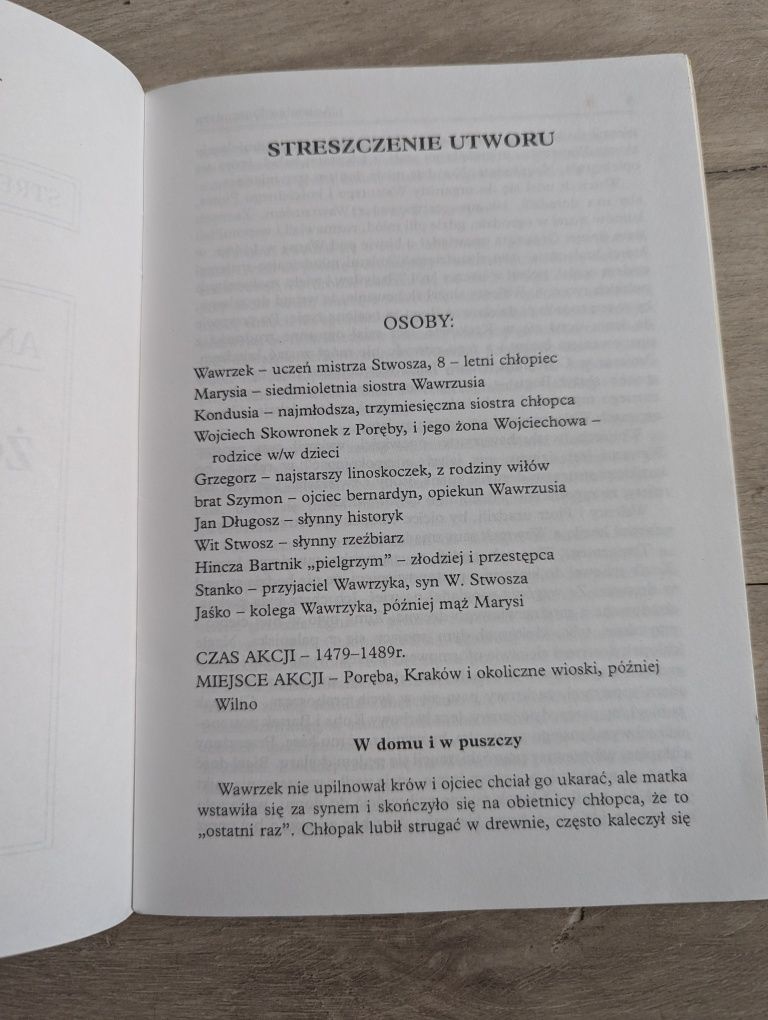 STRESZCZENIE UTWORU
OSOBY:
Wawrzek – uczeń mistrza Stwosza, 8 – letni chłopiec
Marysia – siedmioletnia siostra Wawrzusia
Kondusia – najmłodsza, trzymiesięczna siostra chłopca
Wojciech Skowronek z Poręby, i jego żona Wojciechowa –
rodzice w/w dzieci
Grzegorz – najstarszy linoskoczek, z rodziny wiłów
brat Szymon – ojciec bernardyn, opiekun Wawrzusia
Jan Długosz – słynny historyk
Wit Stwosz – słynny rzeźbiarz
Hincza Bartnik „pielgrzym” – złodziej i przestępca
Stanko – przyjaciel Wawrzyka, syn W. Stwosza
Jaśko – kolega Wawrzyka, później mąż Marysi
CZAS AKCJI – 1479–1489r.
MIEJSCE AKCJI – Poręba, Kraków i okoliczne wioski, później
Wilno
W domu i w puszczy
Wawrzek nie upilnował krów i ojciec chciał go ukarać, ale matka
wstawiła się za synem i skończyło się na obietnicy chłopca, że to
„ostatni raz”. Chłopak lubił strugać w drewnie, często kaleczył się